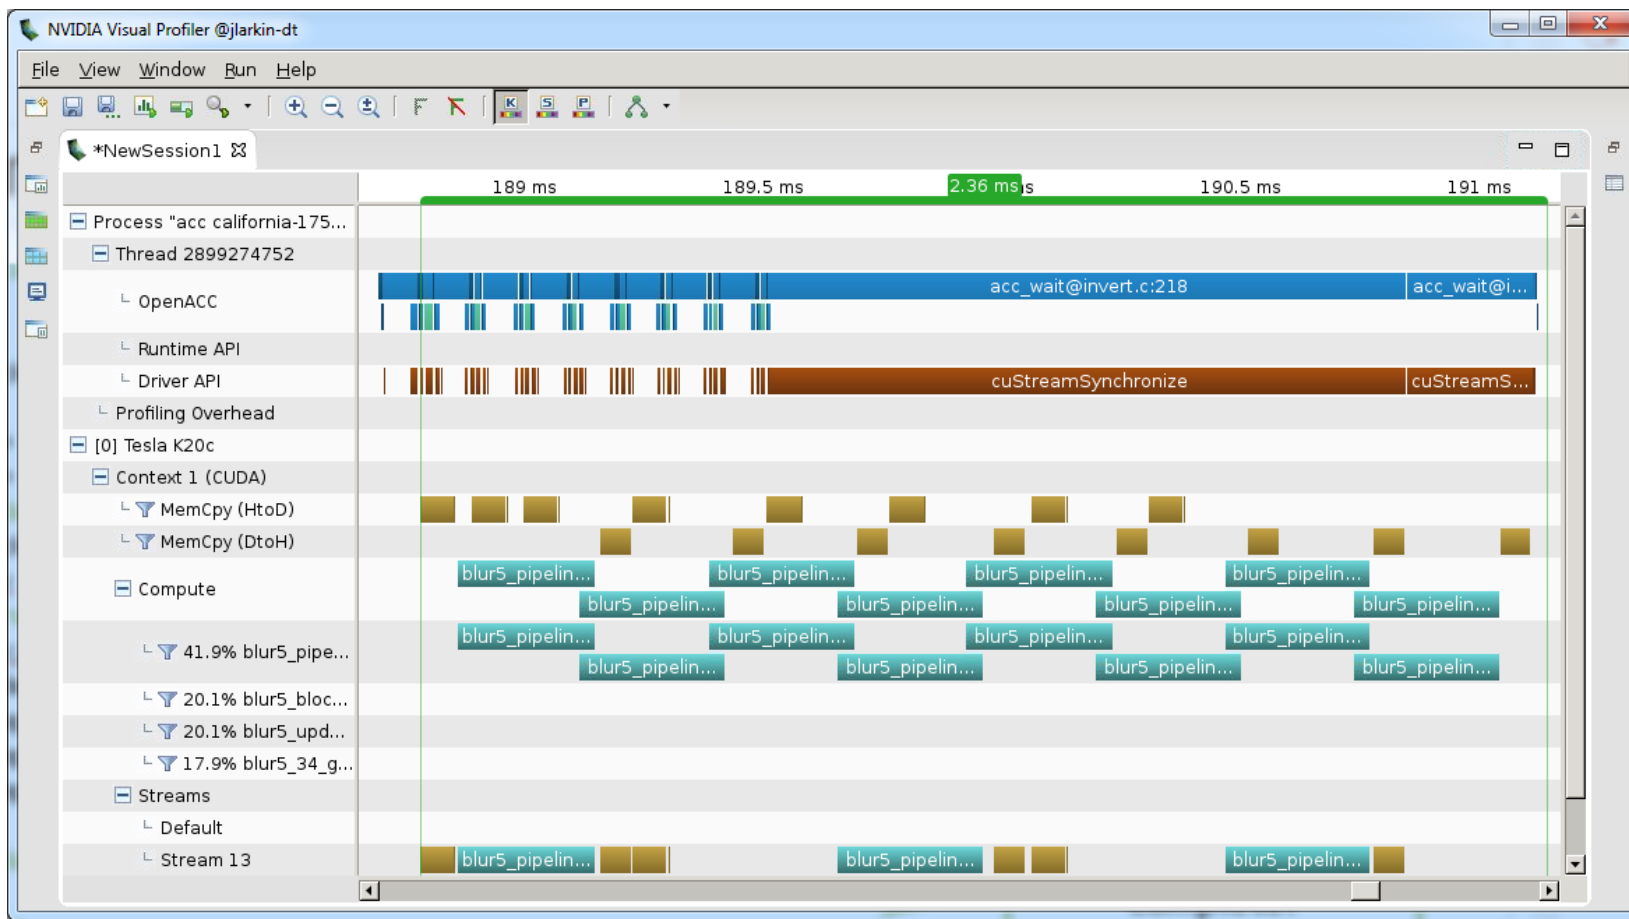 NVIDIA Visual Profiler @jlarkin-dt
File View Window Run Help
K S P
*NewSession1
189 ms 189.5 ms 2.36 ms s 190.5 ms 191 ms
Process "acc california-175...
Thread 2899274752
OpenACC acc_wait@invert.c:218 acc_wait@i...
Runtime API
Driver API cuStreamSynchronize cuStreamS...
Profiling Overhead
[0] Tesla K20c
Context 1 (CUDA)
MemCpy (HtoD)
MemCpy (DtoH)
blur5_pipelin... blur5_pipelin... blur5_pipelin... blur5_pipelin...
Compute
blur5_pipelin... blur5_pipelin... blur5_pipelin... blur5_pipelin...
blur5_pipelin... blur5_pipelin... blur5_pipelin... blur5_pipelin...
41.9% blur5_pipe...
blur5_pipelin... blur5_pipelin... blur5_pipelin... blur5_pipelin...
20.1% blur5_bloc...
20.1% blur5_upd...
17.9% blur5_34_g...
Streams
Default
Stream 13 blur5_pipelin... blur5_pipelin... blur5_pipelin...